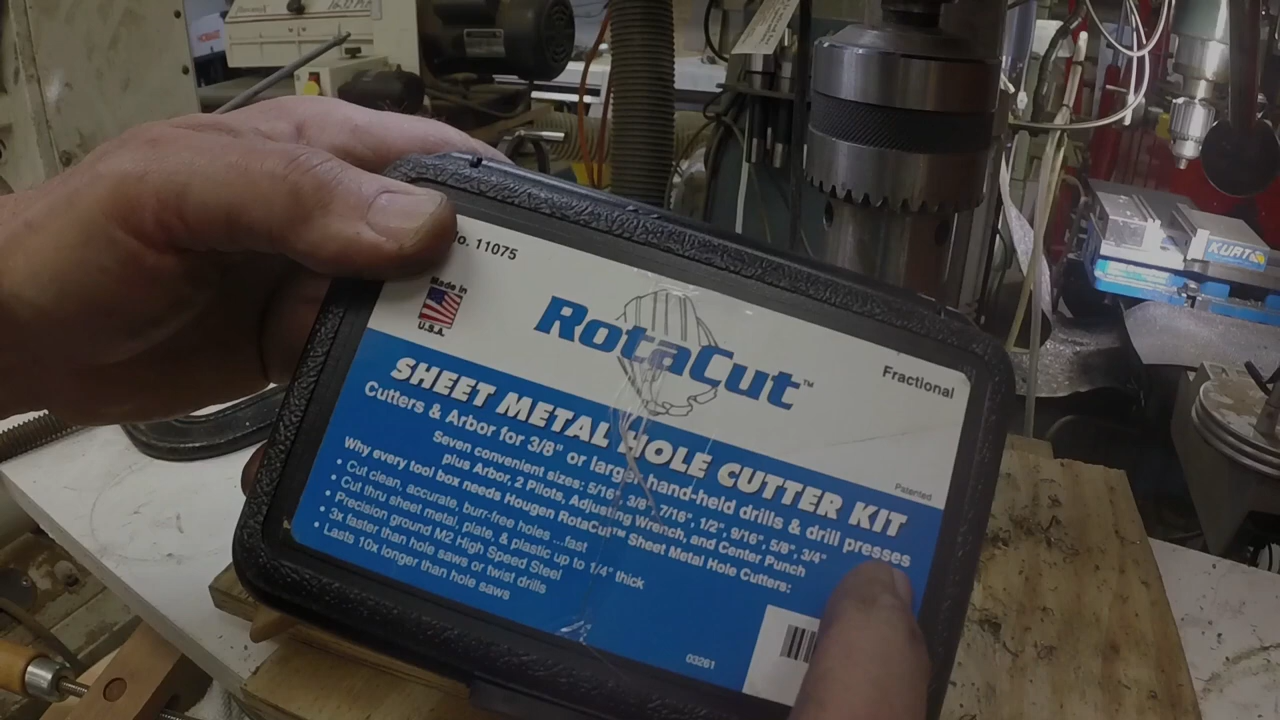 No. 11075
Made in
U.S.A.
RotaCut™
Fractional
Patented
SHEET METAL HOLE CUTTER KIT
Cutters & Arbor for 3/8" or larger hand-held drills & drill presses
Seven convenient sizes: 5/16", 3/8", 7/16", 1/2", 9/16", 5/8", 3/4"
plus Arbor, 2 Pilots, Adjusting Wrench, and Center Punch
Why every tool box needs Hougen RotaCut™ Sheet Metal Hole Cutters:
• Cut clean, accurate, burr-free holes ...fast
• Cut thru sheet metal, plate, & plastic up to 1/4" thick
• Precision ground M2 High Speed Steel
• 3x faster than hole saws or twist drills
• Lasts 10x longer than hole saws
03261
KURT